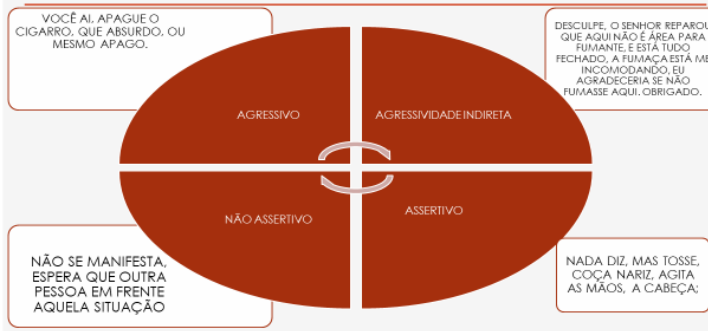 VOCÊ AI, APAGUE O
CIGARRO, QUE ABSURDO, OU
MESMO APAGO.
DESCULPE, O SENHOR REPAROU
QUE AQUI NÃO É ÁREA PARA
FUMANTE, E ESTÁ TUDO
FECHADO, A FUMAÇA ESTÁ ME
INCOMODANDO, EU
AGRADECERIA SE NÃO
FUMASSE AQUI. OBRIGADO.
AGRESSIVO
AGRESSIVIDADE INDIRETA
NÃO ASSERTIVO
ASSERTIVO
NÃO SE MANIFESTA,
ESPERA QUE OUTRA
PESSOA EM FRENTE
AQUELA SITUAÇÃO
NADA DIZ, MAS TOSSE,
COÇA NARIZ, AGITA
AS MÃOS, A CABEÇA;